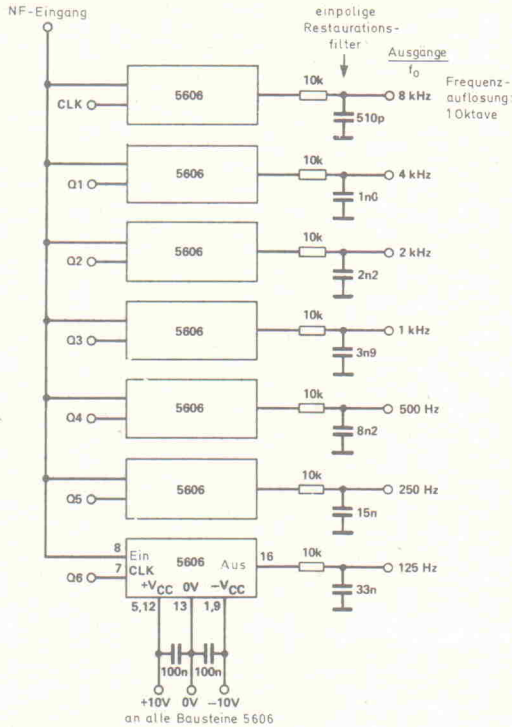 NF-Eingang
einpolige
Restaurations-
filter
Ausgänge
f₀
Frequenz-
auflosung:
1 Oktave
5606
10k
8 kHz
CLK
510p
5606
10k
4 kHz
Q1
1n0
5606
10k
2 kHz
Q2
2n2
5606
10k
1 kHz
Q3
3n9
5606
10k
500 Hz
Q4
8n2
5606
10k
250 Hz
Q5
15n
8 Ein 5606 Aus 16
10k
125 Hz
Q6
7 CLK
33n
+VCC 0V −VCC
5,12 13 1,9
100n 100n
+10V 0V −10V
an alle Bausteine 5606